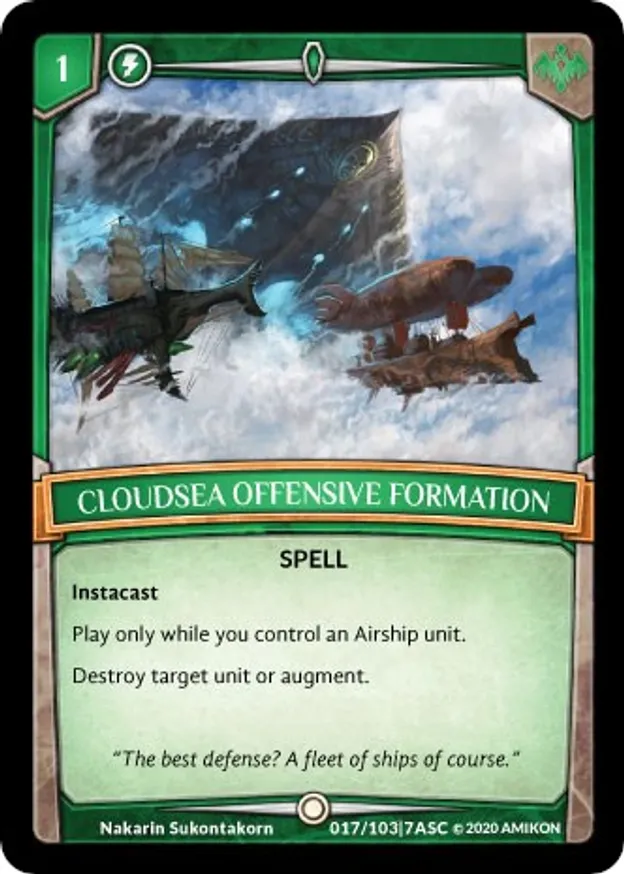 1
CLOUDSEA OFFENSIVE FORMATION
SPELL
Instacast
Play only while you control an Airship unit.
Destroy target unit or augment.
“The best defense? A fleet of ships of course.”
Nakarin Sukontakorn 017/103|7ASC © 2020 AMIKON